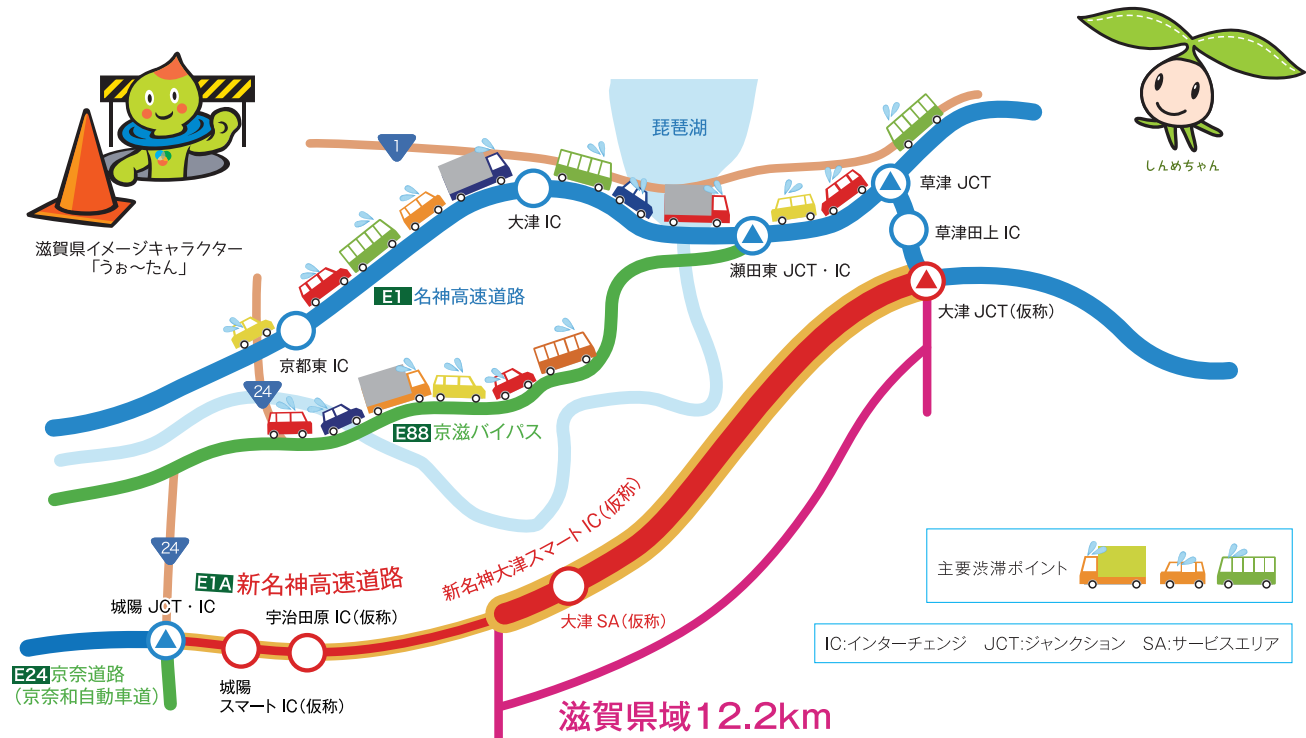 琵琶湖
1
しんめちゃん
草津 JCT
大津 IC
草津田上 IC
滋賀県イメージキャラクター
「うぉ〜たん」
瀬田東 JCT・IC
E1 名神高速道路
大津 JCT(仮称)
京都東 IC
24
E88 京滋バイパス
新名神大津スマート IC(仮称)
24
主要渋滞ポイント
E1A 新名神高速道路
城陽 JCT・IC
宇治田原 IC(仮称)
大津 SA(仮称)
IC:インターチェンジ JCT:ジャンクション SA:サービスエリア
E24 京奈道路
(京奈和自動車道)
城陽
スマート IC(仮称)
滋賀県域12.2km